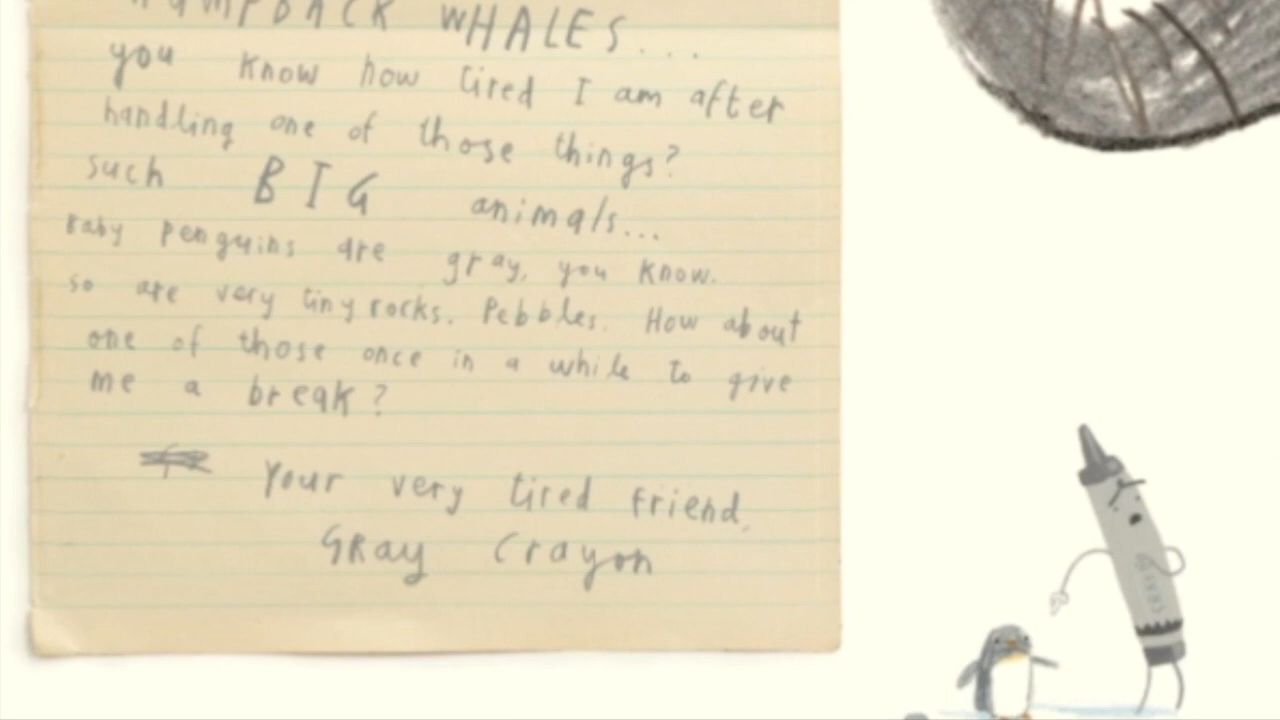 HUMPBACK WHALES...
you know how tired I am after
handling one of those things?
such BIG animals...
Baby penguins are gray, you know.
so are very tiny rocks. Pebbles. How about
one of those once in a while to give
me a break?
Your very tired friend,
GRay Crayon